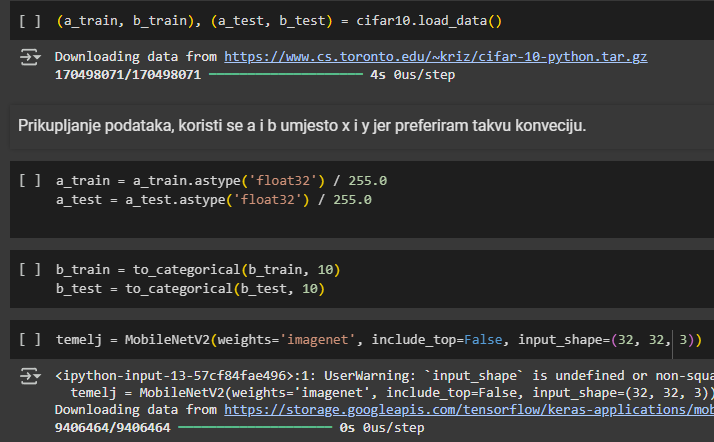 [ ] (a_train, b_train), (a_test, b_test) = cifar10.load_data()
Downloading data from https://www.cs.toronto.edu/~kriz/cifar-10-python.tar.gz
170498071/170498071 ━━━━━━━━━━━━━━━━━━━━ 4s 0us/step
Prikupljanje podataka, koristi se a i b umjesto x i y jer preferiram takvu konveciju.
[ ] a_train = a_train.astype('float32') / 255.0
a_test = a_test.astype('float32') / 255.0
[ ] b_train = to_categorical(b_train, 10)
b_test = to_categorical(b_test, 10)
[ ] temelj = MobileNetV2(weights='imagenet', include_top=False, input_shape=(32, 32, 3))
<ipython-input-13-57cf84fae496>:1: UserWarning: `input_shape` is undefined or non-squa
temelj = MobileNetV2(weights='imagenet', include_top=False, input_shape=(32, 32, 3))
Downloading data from https://storage.googleapis.com/tensorflow/keras-applications/mob
9406464/9406464 ━━━━━━━━━━━━━━━━━━━━ 0s 0us/step